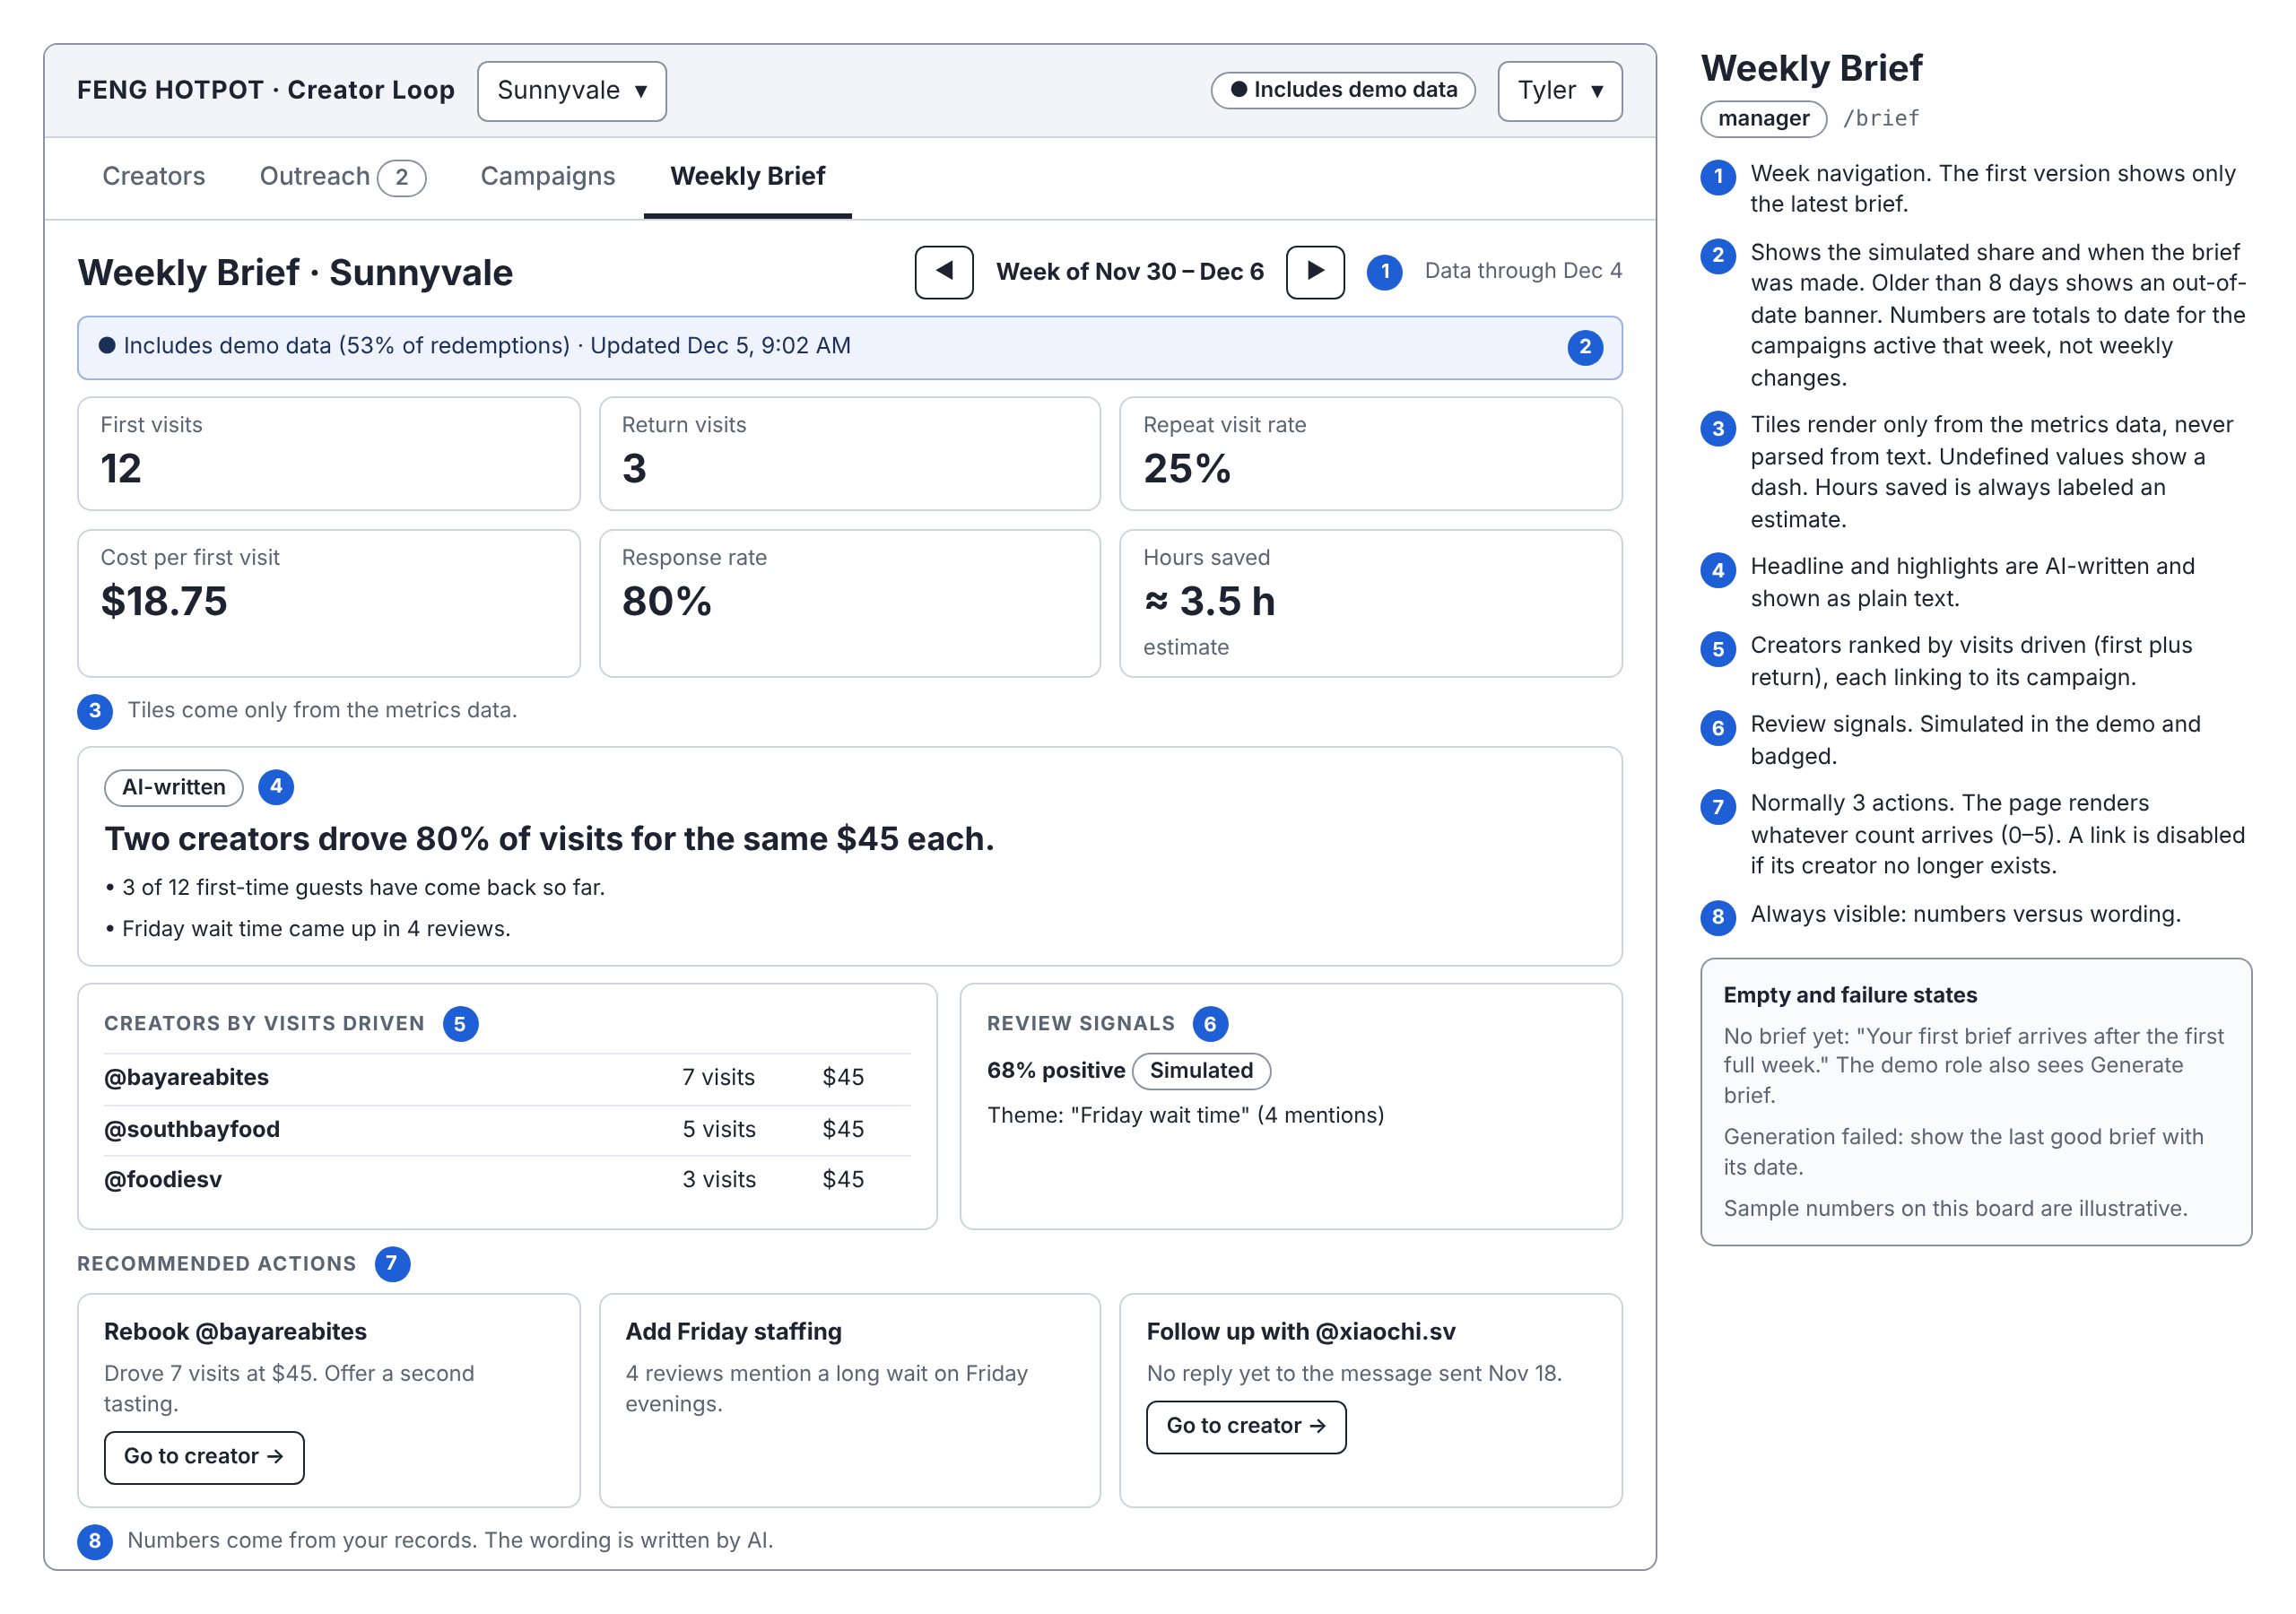 FENG HOTPOT · Creator Loop
Sunnyvale ▾
● Includes demo data
Tyler ▾
Creators
Outreach 2
Campaigns
Weekly Brief
Weekly Brief · Sunnyvale
◀ Week of Nov 30 – Dec 6 ▶ 1 Data through Dec 4
● Includes demo data (53% of redemptions) · Updated Dec 5, 9:02 AM 2
First visits
12
Return visits
3
Repeat visit rate
25%
Cost per first visit
$18.75
Response rate
80%
Hours saved
≈ 3.5 h
estimate
3 Tiles come only from the metrics data.
AI-written 4
Two creators drove 80% of visits for the same $45 each.
• 3 of 12 first-time guests have come back so far.
• Friday wait time came up in 4 reviews.
CREATORS BY VISITS DRIVEN 5
@bayareabites 7 visits $45
@southbayfood 5 visits $45
@foodiesv 3 visits $45
REVIEW SIGNALS 6
68% positive Simulated
Theme: "Friday wait time" (4 mentions)
RECOMMENDED ACTIONS 7
Rebook @bayareabites
Drove 7 visits at $45. Offer a second
tasting.
Go to creator →
Add Friday staffing
4 reviews mention a long wait on Friday
evenings.
Follow up with @xiaochi.sv
No reply yet to the message sent Nov 18.
Go to creator →
8 Numbers come from your records. The wording is written by AI.
Weekly Brief
manager /brief
1 Week navigation. The first version shows only
the latest brief.
2 Shows the simulated share and when the brief
was made. Older than 8 days shows an out-of-
date banner. Numbers are totals to date for the
campaigns active that week, not weekly
changes.
3 Tiles render only from the metrics data, never
parsed from text. Undefined values show a
dash. Hours saved is always labeled an
estimate.
4 Headline and highlights are AI-written and
shown as plain text.
5 Creators ranked by visits driven (first plus
return), each linking to its campaign.
6 Review signals. Simulated in the demo and
badged.
7 Normally 3 actions. The page renders
whatever count arrives (0–5). A link is disabled
if its creator no longer exists.
8 Always visible: numbers versus wording.
Empty and failure states
No brief yet: "Your first brief arrives after the first
full week." The demo role also sees Generate
brief.
Generation failed: show the last good brief with
its date.
Sample numbers on this board are illustrative.